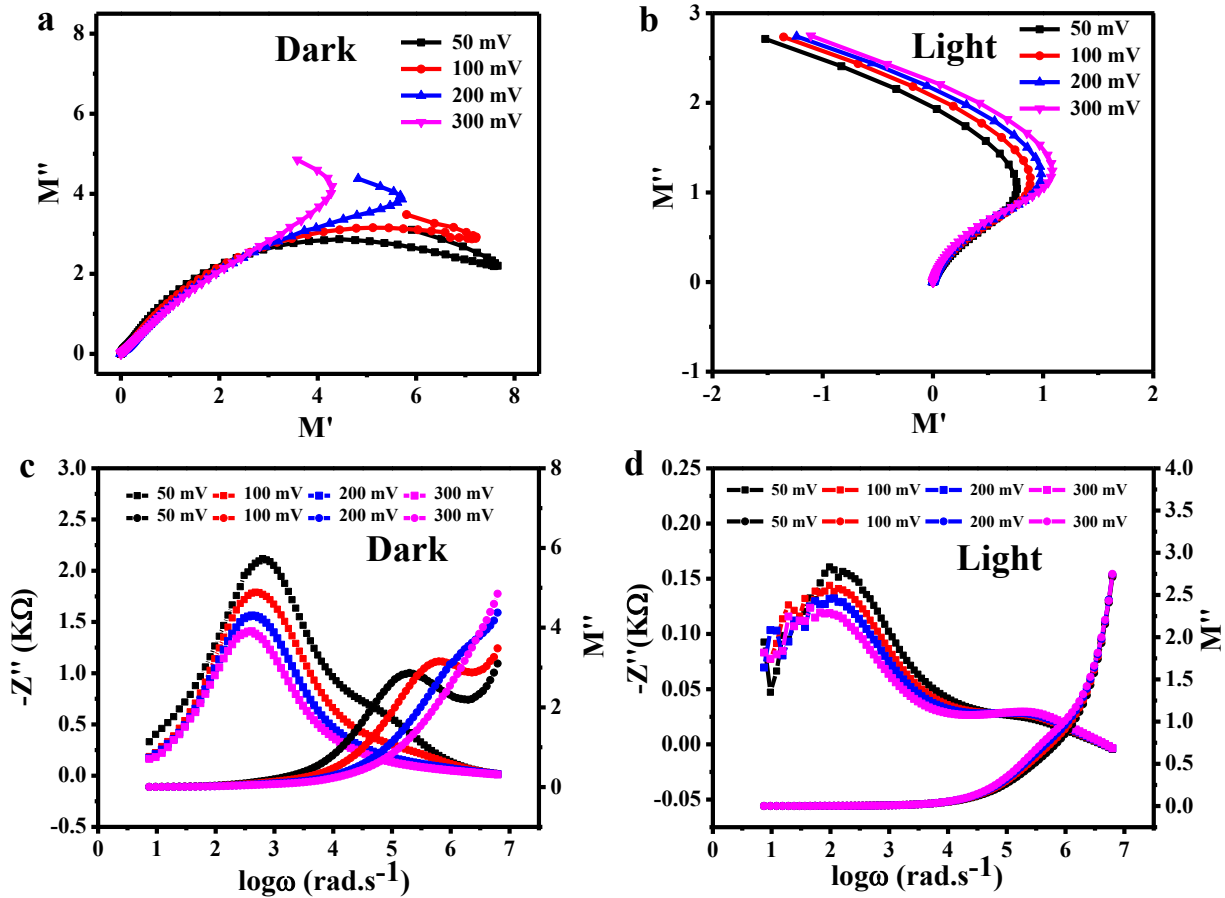 a
Dark
50 mV
100 mV
200 mV
300 mV
M''
8
6
4
2
0
0 2 4 6 8
M'
b
Light
50 mV
100 mV
200 mV
300 mV
M''
3
2
1
0
-1
-2 -1 0 1 2
M'
c
50 mV 100 mV 200 mV 300 mV
50 mV 100 mV 200 mV 300 mV
Dark
-Z'' (KΩ)
3.0
2.5
2.0
1.5
1.0
0.5
0.0
-0.5
8
6
4
2
0
M''
0 1 2 3 4 5 6 7
logω (rad.s-1)
d
50 mV 100 mV 200 mV 300 mV
50 mV 100 mV 200 mV 300 mV
Light
-Z''(KΩ)
0.25
0.20
0.15
0.10
0.05
0.00
-0.05
4.0
3.5
3.0
2.5
2.0
1.5
1.0
0.5
0.0
M''
0 1 2 3 4 5 6 7
logω (rad.s-1)